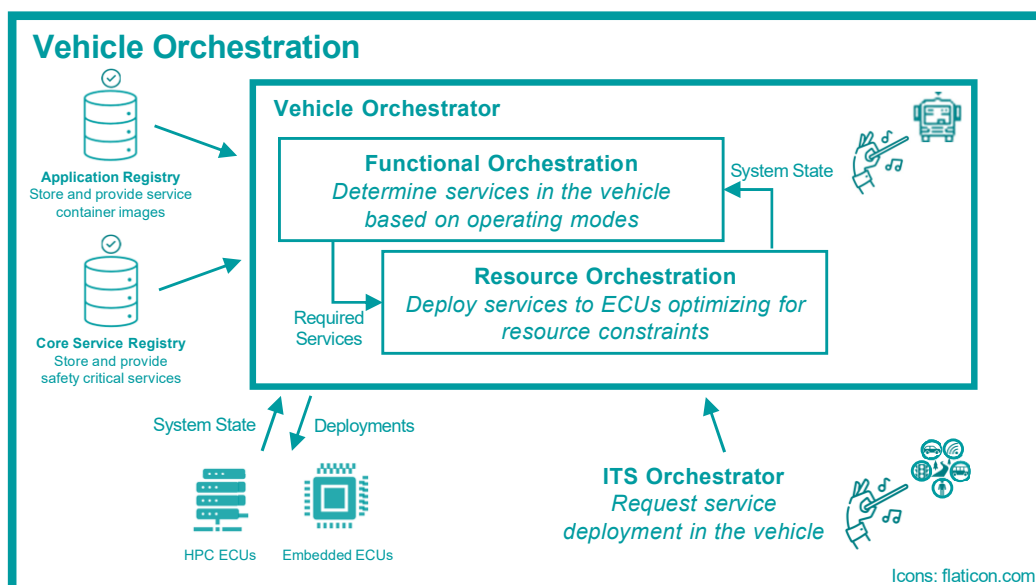 Vehicle Orchestration
Application Registry
Store and provide service
container images
Core Service Registry
Store and provide
safety critical services
Vehicle Orchestrator
Functional Orchestration
Determine services in the vehicle
based on operating modes
System State
Resource Orchestration
Deploy services to ECUs optimizing for
resource constraints
Required
Services
System State
Deployments
HPC ECUs
Embedded ECUs
ITS Orchestrator
Request service
deployment in the vehicle
Icons: flaticon.com